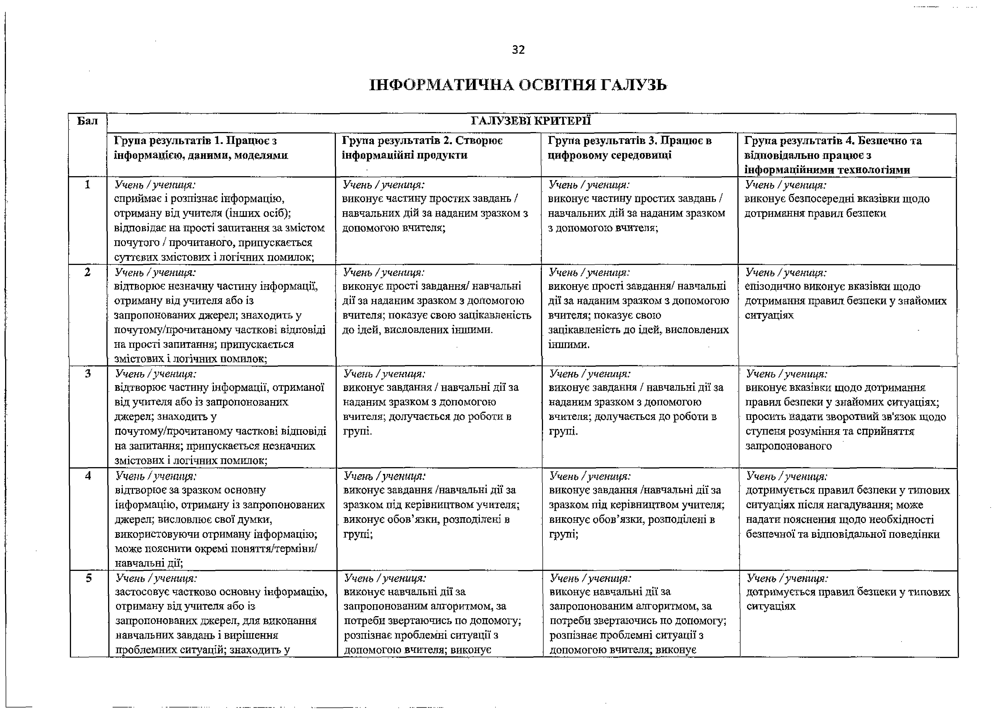 32
ІНФОРМАТИЧНА ОСВІТНЯ ГАЛУЗЬ
Бал
ГАЛУЗЕВІ КРИТЕРІЇ
Група результатів 1. Працює з
інформацією, даними, моделями
Група результатів 2. Створює
інформаційні продукти
Група результатів 3. Працює в
цифровому середовищі
Група результатів 4. Безпечно та
відповідально працює з
інформаційними технологіями
1
Учень / учениця:
сприймає і розпізнає інформацію,
отриману від учителя (інших осіб);
відповідає на прості запитання за змістом
почутого / прочитаного, припускається
суттєвих змістових і логічних помилок;
Учень / учениця:
виконує частину простих завдань /
навчальних дій за наданим зразком з
допомогою вчителя;
Учень / учениця:
виконує частину простих завдань /
навчальних дій за наданим зразком
з допомогою вчителя;
Учень / учениця:
виконує безпосередні вказівки щодо
дотримання правил безпеки
2
Учень / учениця:
відтворює незначну частину інформації,
отриману від учителя або із
запропонованих джерел; знаходить у
почутому/прочитаному часткові відповіді
на прості запитання; припускається
змістових і логічних помилок;
Учень / учениця:
виконує прості завдання/ навчальні
дії за наданим зразком з допомогою
вчителя; показує свою зацікавленість
до ідей, висловлених іншими.
Учень / учениця:
виконує прості завдання/ навчальні
дії за наданим зразком з допомогою
вчителя; показує свою
зацікавленість до ідей, висловлених
іншими.
Учень / учениця:
епізодично виконує вказівки щодо
дотримання правил безпеки у знайомих
ситуаціях
3
Учень / учениця:
відтворює частину інформації, отриманої
від учителя або із запропонованих
джерел; знаходить у
почутому/прочитаному часткові відповіді
на запитання; припускається незначних
змістових і логічних помилок;
Учень / учениця:
виконує завдання / навчальні дії за
наданим зразком з допомогою
вчителя; долучається до роботи в
групі.
Учень / учениця:
виконує завдання / навчальні дії за
наданим зразком з допомогою
вчителя; долучається до роботи в
групі.
Учень / учениця:
виконує вказівки щодо дотримання
правил безпеки у знайомих ситуаціях;
просить надати зворотний зв'язок щодо
ступеня розуміння та сприйняття
запропонованого
4
Учень / учениця:
відтворює за зразком основну
інформацію, отриману із запропонованих
джерел; висловлює свої думки,
використовуючи отриману інформацію;
може пояснити окремі поняття/терміни/
навчальні дії;
Учень / учениця:
виконує завдання /навчальні дії за
зразком під керівництвом учителя;
виконує обов’язки, розподілені в
групі;
Учень / учениця:
виконує завдання /навчальні дії за
зразком під керівництвом учителя;
виконує обов’язки, розподілені в
групі;
Учень / учениця:
дотримується правил безпеки у типових
ситуаціях після нагадування; може
надати пояснення щодо необхідності
безпечної та відповідальної поведінки
5
Учень / учениця:
застосовує частково основну інформацію,
отриману від учителя або із
запропонованих джерел, для виконання
навчальних завдань і вирішення
проблемних ситуацій; знаходить у
Учень / учениця:
виконує навчальні дії за
запропонованим алгоритмом, за
потреби звертаючись по допомогу;
розпізнає проблемні ситуації з
допомогою вчителя; виконує
Учень / учениця:
виконує навчальні дії за
запропонованим алгоритмом, за
потреби звертаючись по допомогу;
розпізнає проблемні ситуації з
допомогою вчителя; виконує
Учень / учениця:
дотримується правил безпеки у типових
ситуаціях